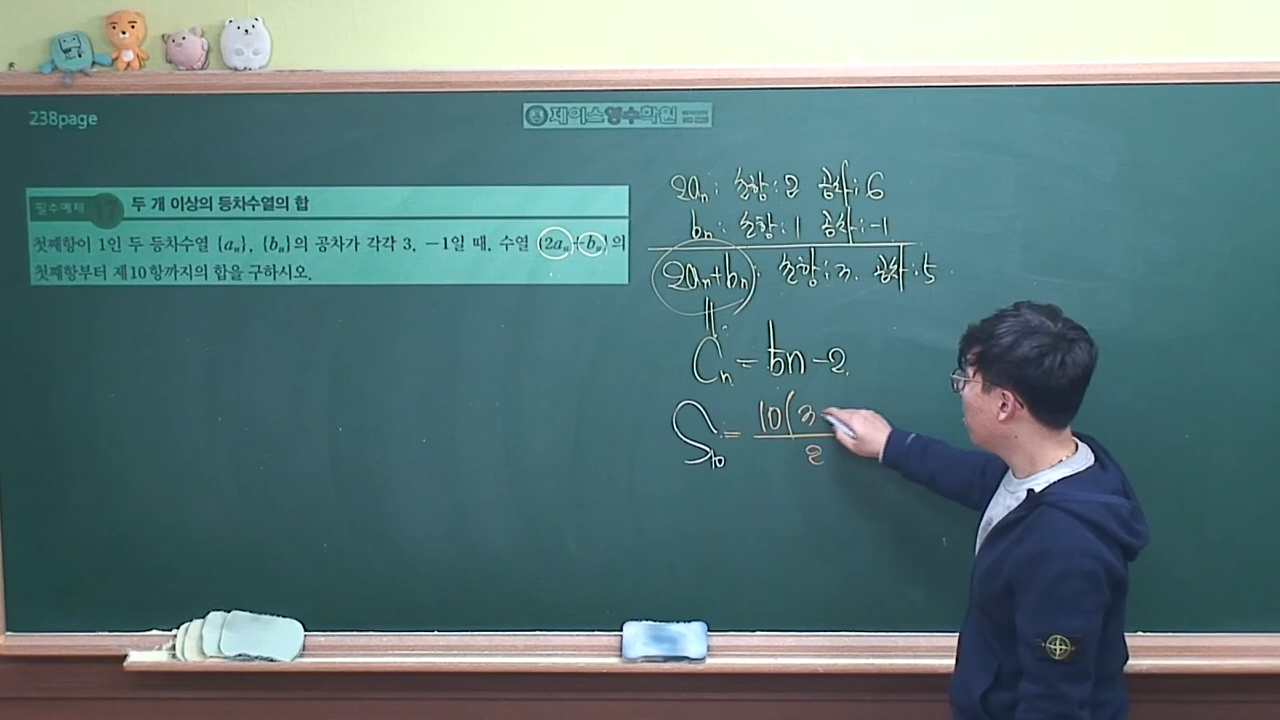 238page
제이스영수학원
필수예제 17 두 개 이상의 등차수열의 합
첫째항이 1인 두 등차수열 {aₙ}, {bₙ}의 공차가 각각 3, −1일 때, 수열 {2aₙ+bₙ}의
첫째항부터 제10항까지의 합을 구하시오.
2aₙ: 초항:2 공차:6
bₙ: 초항:1 공차:-1
2aₙ+bₙ: 초항:3. 공차:5
Cₙ = 5n-2
S₁₀ = 10(3
2